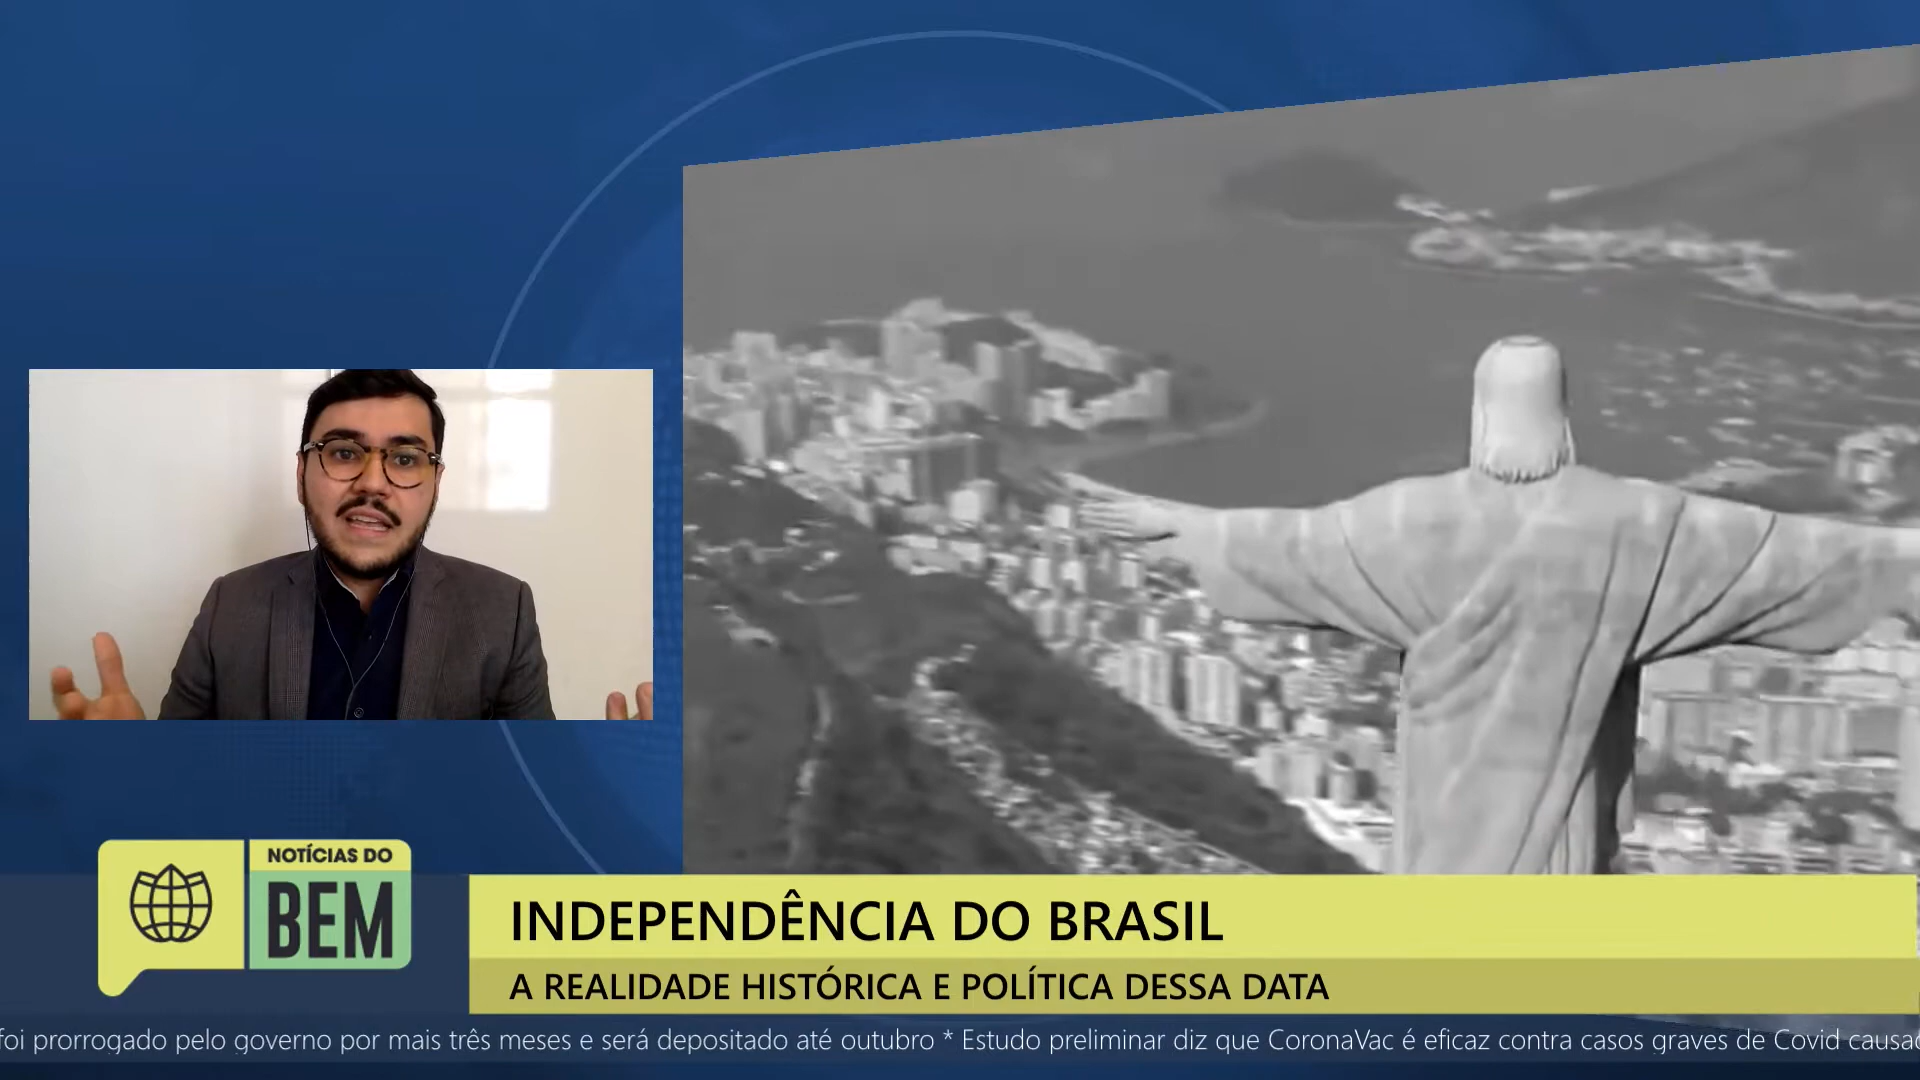 NOTÍCIAS DO
BEM
INDEPENDÊNCIA DO BRASIL
A REALIDADE HISTÓRICA E POLÍTICA DESSA DATA
foi prorrogado pelo governo por mais três meses e será depositado até outubro * Estudo preliminar diz que CoronaVac é eficaz contra casos graves de Covid